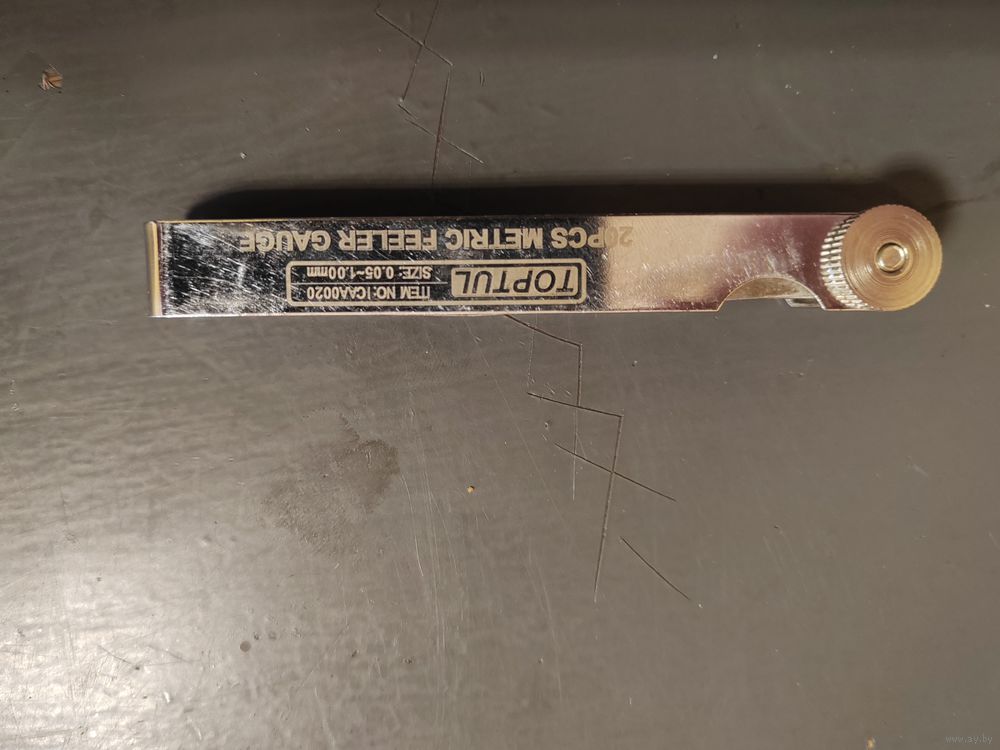 TOPTUL
ITEM NO: ICAA0020
SIZE: 0.05~1.00mm
20PCS METRIC FEELER GAUGE
www.ay.by